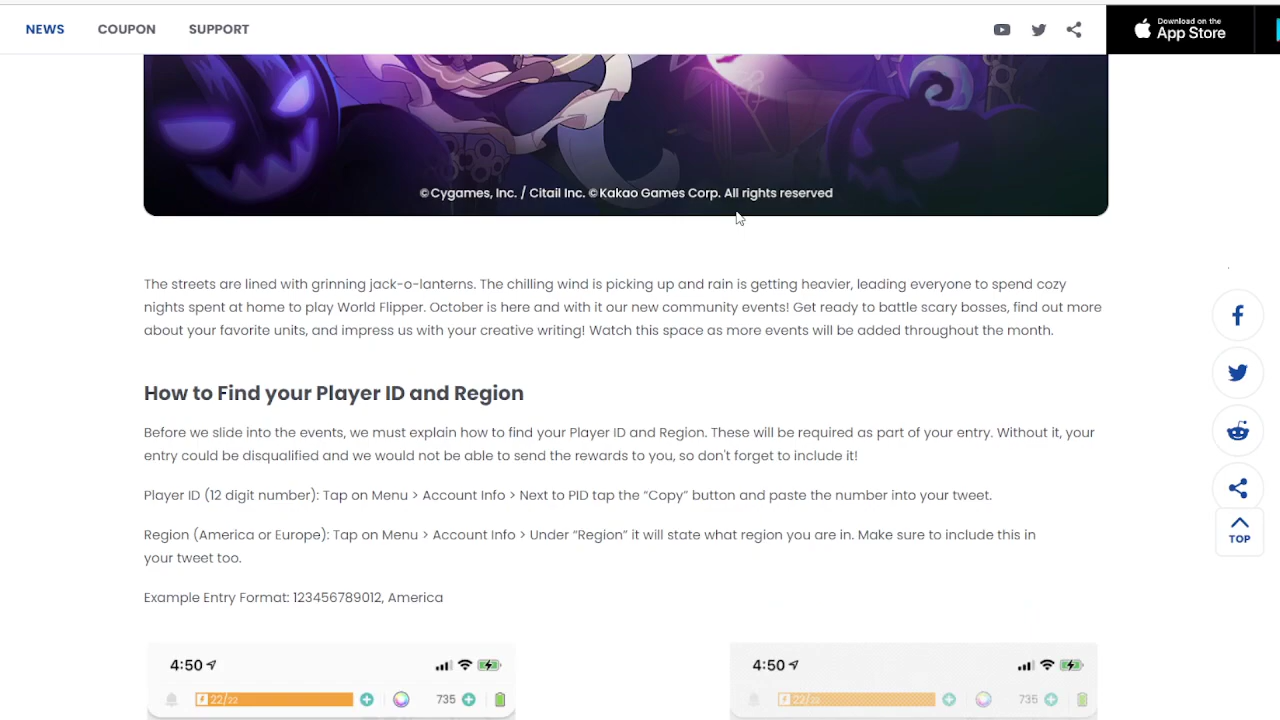 NEWS COUPON SUPPORT
Download on the
App Store
©Cygames, Inc. / Citail Inc. ©Kakao Games Corp. All rights reserved
The streets are lined with grinning jack-o-lanterns. The chilling wind is picking up and rain is getting heavier, leading everyone to spend cozy
nights spent at home to play World Flipper. October is here and with it our new community events! Get ready to battle scary bosses, find out more
about your favorite units, and impress us with your creative writing! Watch this space as more events will be added throughout the month.
How to Find your Player ID and Region
Before we slide into the events, we must explain how to find your Player ID and Region. These will be required as part of your entry. Without it, your
entry could be disqualified and we would not be able to send the rewards to you, so don't forget to include it!
Player ID (12 digit number): Tap on Menu > Account Info > Next to PID tap the “Copy” button and paste the number into your tweet.
Region (America or Europe): Tap on Menu > Account Info > Under “Region” it will state what region you are in. Make sure to include this in
your tweet too.
TOP
Example Entry Format: 123456789012, America
4:50 4:50
22/22 735 22/22 735